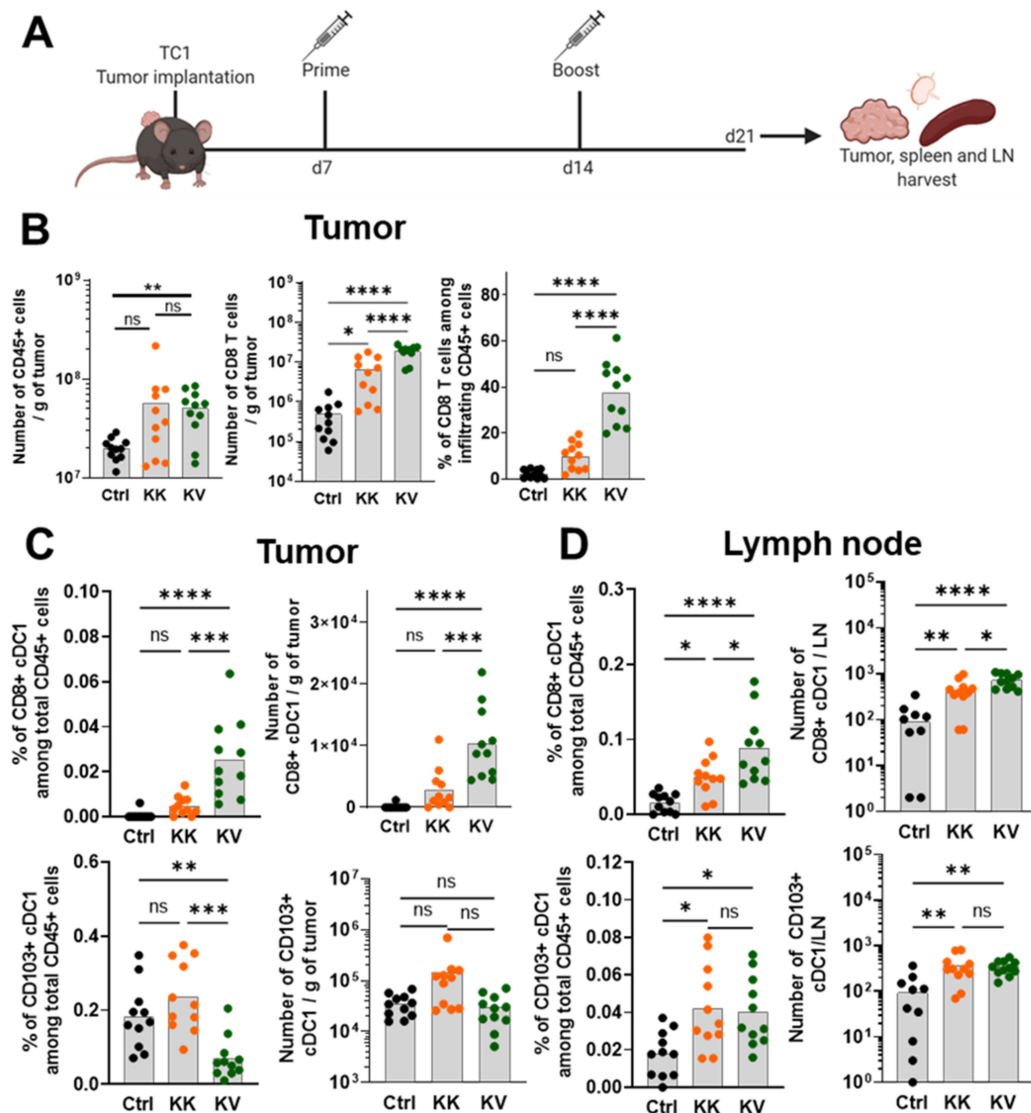 A
TC1
Tumor implantation
Prime
Boost
d7
d14
d21
Tumor, spleen and LN
harvest
B
Tumor
Number of CD45+ cells
/ g of tumor
10⁹
10⁸
10⁷
**
ns
ns
Ctrl
KK
KV
Number of CD8 T cells
/ g of tumor
10⁹
10⁸
10⁷
10⁶
10⁵
10⁴
****
*
****
Ctrl
KK
KV
% of CD8 T cells among
infiltrating CD45+ cells
80
60
40
20
0
****
ns
****
Ctrl
KK
KV
C
Tumor
% of CD8+ cDC1
among total CD45+ cells
0.10
0.08
0.06
0.04
0.02
0.00
****
ns
***
Ctrl
KK
KV
Number of
CD8+ cDC1 / g of tumor
3×10⁴
2×10⁴
1×10⁴
0
****
ns
***
Ctrl
KK
KV
% of CD103+ cDC1
among total CD45+ cells
0.6
0.4
0.2
0.0
**
ns
***
Ctrl
KK
KV
Number of CD103+
cDC1 / g of tumor
10⁷
10⁶
10⁵
10⁴
10³
ns
ns
ns
Ctrl
KK
KV
D
Lymph node
% of CD8+ cDC1
among total CD45+ cells
0.3
0.2
0.1
0.0
****
*
*
Ctrl
KK
KV
Number of
CD8+ cDC1 / LN
10⁵
10⁴
10³
10²
10¹
10⁰
****
**
*
Ctrl
KK
KV
% of CD103+ cDC1
among total CD45+ cells
0.12
0.10
0.08
0.06
0.04
0.02
0.00
*
*
ns
Ctrl
KK
KV
Number of CD103+
cDC1/LN
10⁵
10⁴
10³
10²
10¹
10⁰
**
**
ns
Ctrl
KK
KV